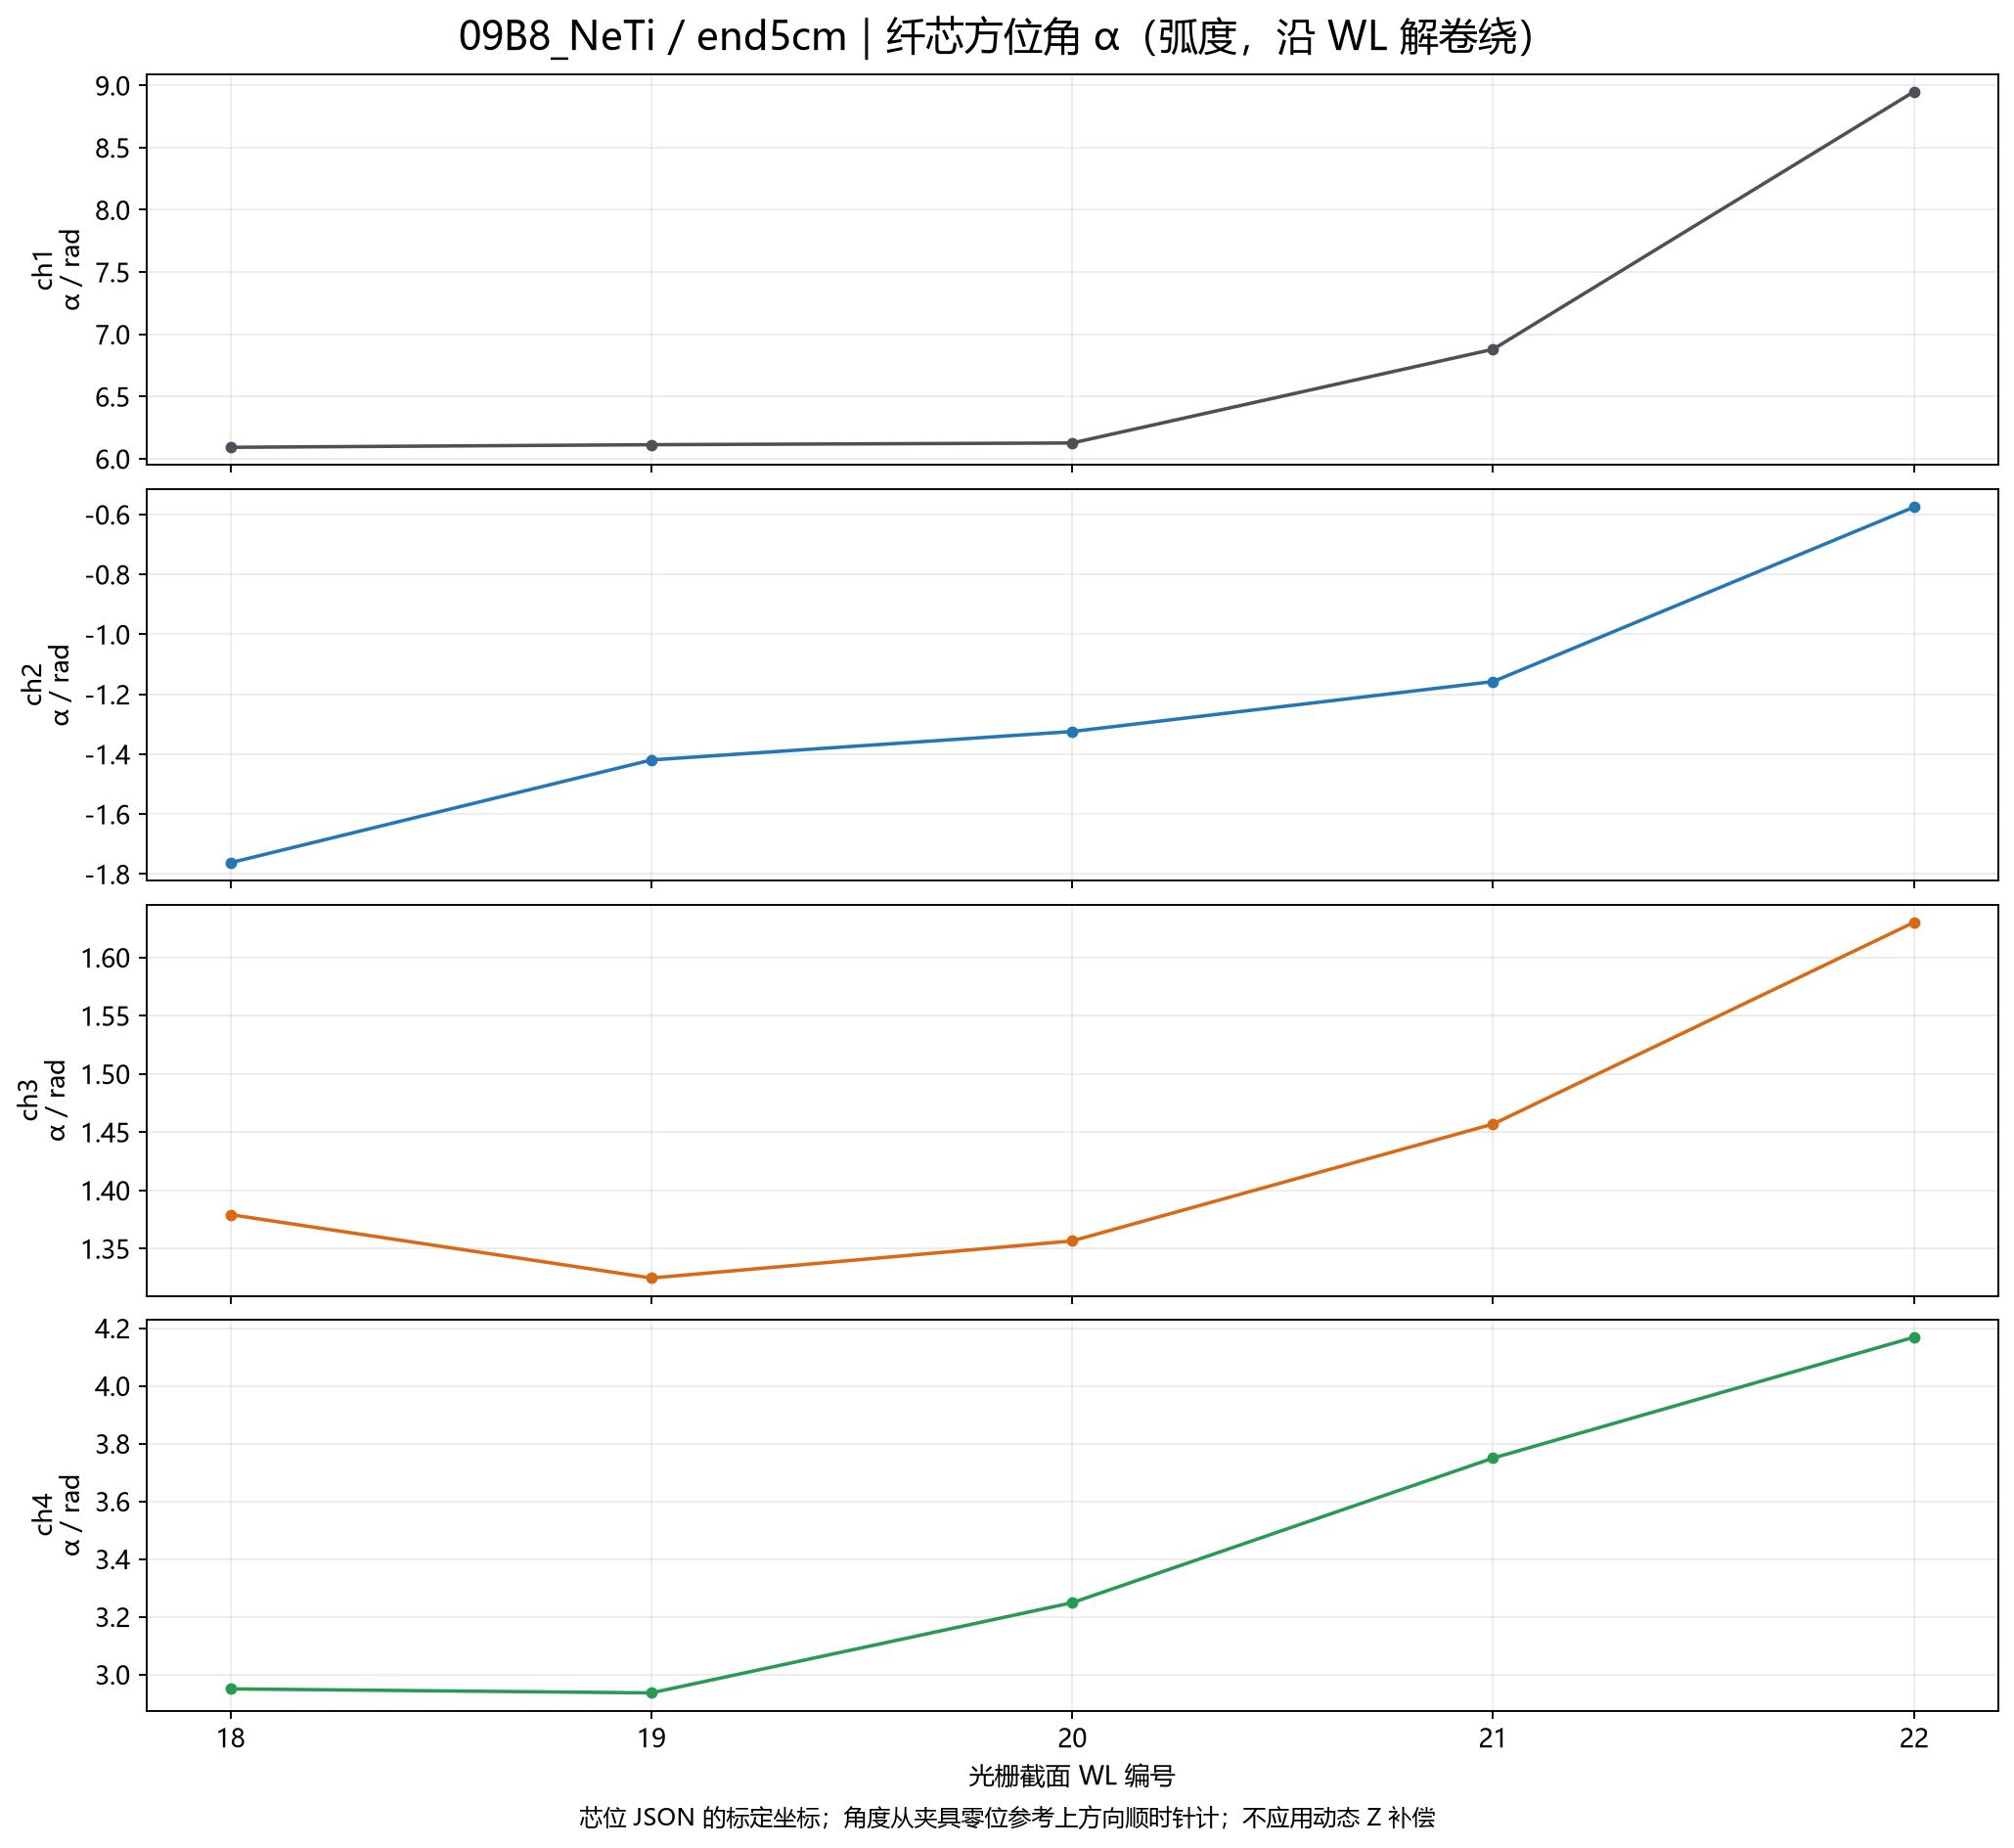 09B8_NeTi / end5cm | 纤芯方位角 α（弧度，沿 WL 解卷绕）
9.0
8.5
8.0
7.5
7.0
6.5
6.0
ch1
α / rad
-0.6
-0.8
-1.0
-1.2
-1.4
-1.6
-1.8
ch2
α / rad
1.60
1.55
1.50
1.45
1.40
1.35
ch3
α / rad
4.2
4.0
3.8
3.6
3.4
3.2
3.0
ch4
α / rad
18 19 20 21 22
光栅截面 WL 编号
芯位 JSON 的标定坐标；角度从夹具零位参考上方向顺时针计；不应用动态 Z 补偿